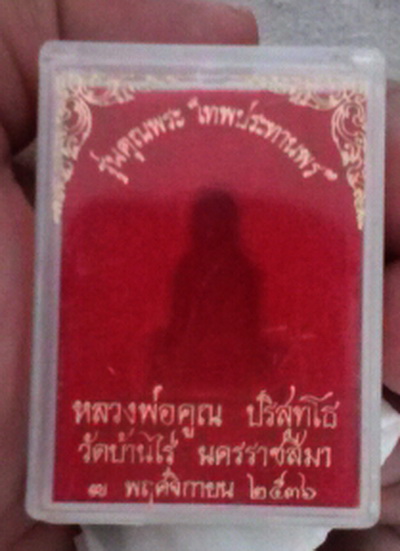 รุ่นคุณพระ "เทพประทานพร"
หลวงพ่อคูณ ปริสุทฺโธ
วัดบ้านไร่ นครราชสีมา
๗ พฤศจิกายน ๒๕๓๖